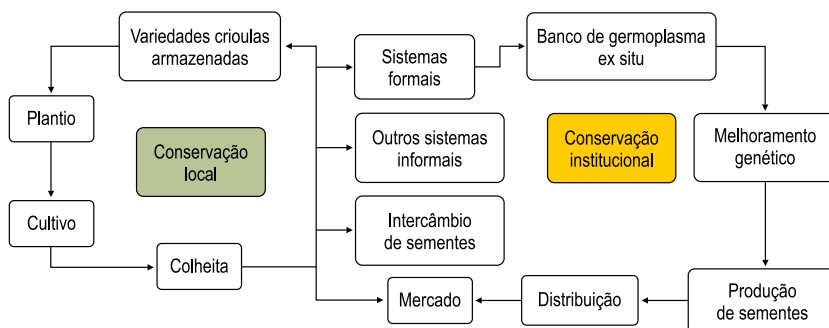 Variedades crioulas
armazenadas
Sistemas
formais
Banco de germoplasma
ex situ
Plantio
Conservação
local
Outros sistemas
informais
Conservação
institucional
Melhoramento
genético
Cultivo
Intercâmbio
de sementes
Colheita
Mercado
Distribuição
Produção
de sementes